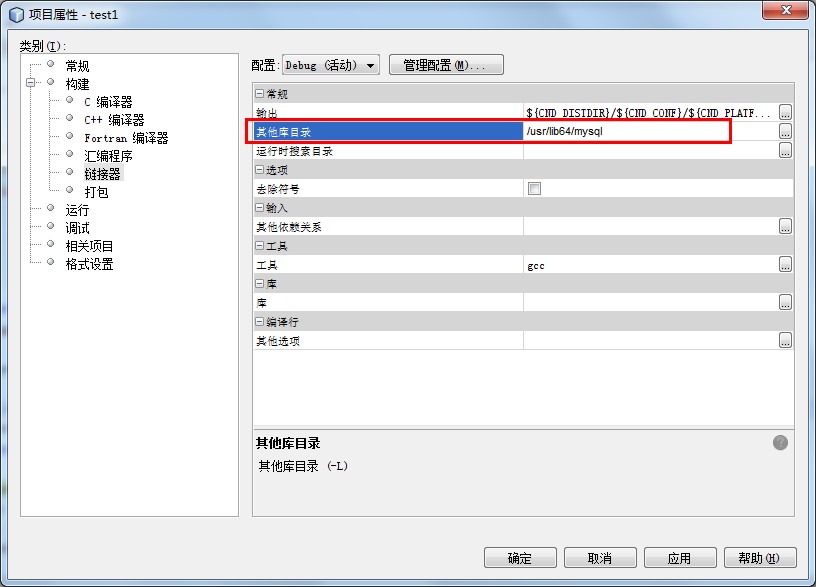 项目属性 - test1
类别(I):
常规
构建
C 编译器
C++ 编译器
Fortran 编译器
汇编程序
链接器
打包
运行
调试
相关项目
格式设置
配置: Debug (活动) 管理配置(M)...
常规
输出 ${CND_DISTDIR}/${CND_CONF}/${CND_PLATF... ...
其他库目录 /usr/lib64/mysql ...
运行时搜索目录 ...
选项
去除符号
输入
其他依赖关系 ...
工具
工具 gcc ...
库
库 ...
编译行
其他选项 ...
其他库目录 ?
其他库目录 (-L)
确定 取消 应用 帮助(H)